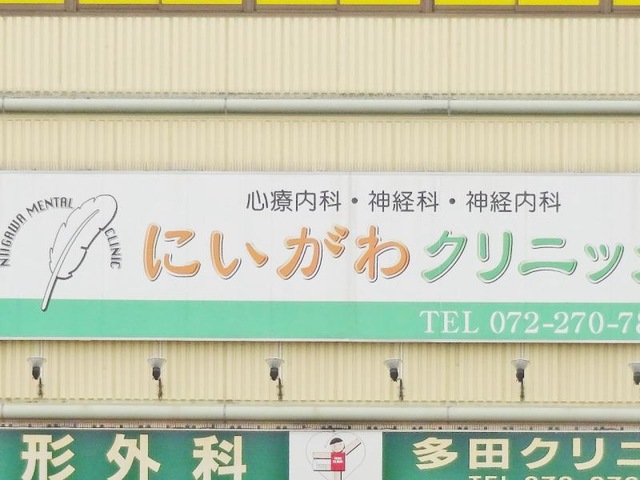 NIIGAWA MENTAL CLINIC
心療内科・神経科・神経内科
にいがわクリニッ
TEL 072-270-78
形外科
多田クリニ